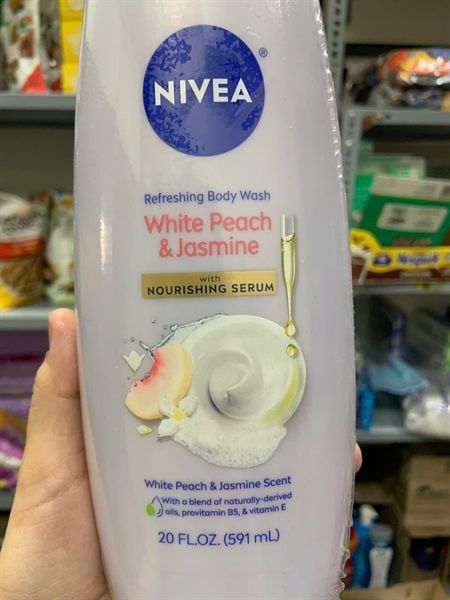 NIVEA
®
Refreshing Body Wash
White Peach
& Jasmine
with
NOURISHING SERUM
White Peach & Jasmine Scent
With a blend of naturally-derived
oils, provitamin B5, & vitamin E
20 FL.OZ. (591 mL)